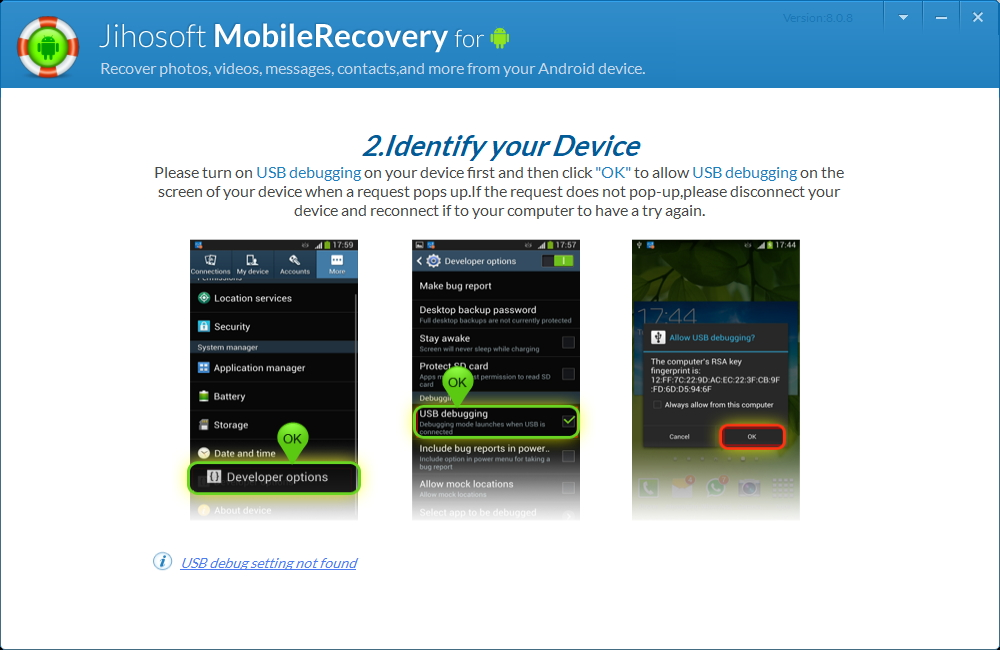 Version:8.0.8
Jihosoft MobileRecovery for
Recover photos, videos, messages, contacts,and more from your Android device.
2.Identify your Device
Please turn on USB debugging on your device first and then click "OK" to allow USB debugging on the
screen of your device when a request pops up.If the request does not pop-up,please disconnect your
device and reconnect if to your computer to have a try again.
17:59
Connections My device Accounts More
Permissions
Location services
Security
System manager
Application manager
Battery
Storage
OK
Date and time
Developer options
About device
17:57
Developer options
Make bug report
Desktop backup password
Full desktop backups are not currently protected
Stay awake
Screen will never sleep while charging
Protect SD card
Apps permission to read SD
card
OK
Debugging
USB debugging
Debugging mode launches when USB is
connected
Include bug reports in power..
Include option in power menu for taking a
bug report
Allow mock locations
Allow mock locations
Select app to be debugged
17:44
17:44
Allow USB debugging?
The computer's RSA key
fingerprint is:
12:FF:7C:22:9D:AC:EC:22:3F:CB:9F
:FD:6D:D5:94:6F
Always allow from this computer
Cancel OK
USB debug setting not found